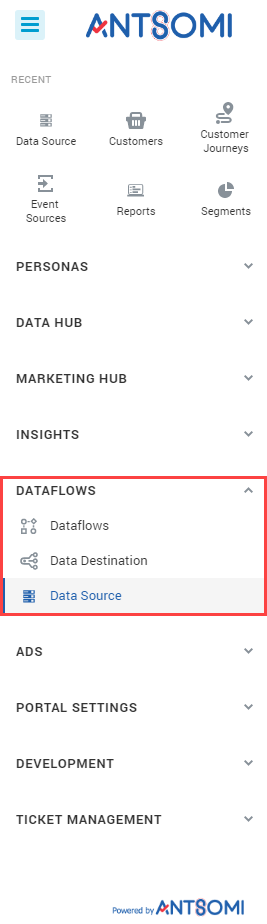 ANTSOMI
RECENT
Data Source
Customers
Customer
Journeys
Event
Sources
Reports
Segments
PERSONAS
DATA HUB
MARKETING HUB
INSIGHTS
DATAFLOWS
Dataflows
Data Destination
Data Source
ADS
PORTAL SETTINGS
DEVELOPMENT
TICKET MANAGEMENT
Powered by ANTSOMI